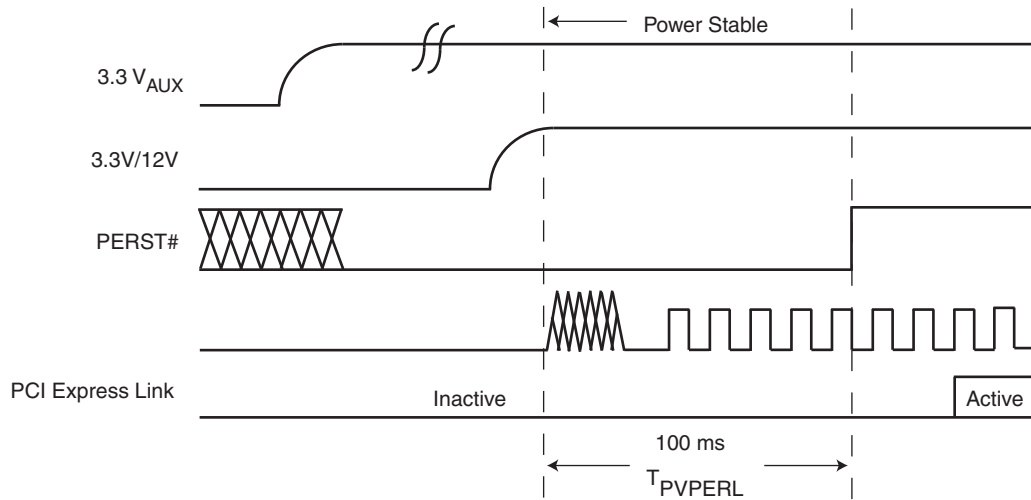 Power Stable
3.3 VAUX
3.3V/12V
PERST#
PCI Express Link
Inactive
Active
100 ms
TPVPERL